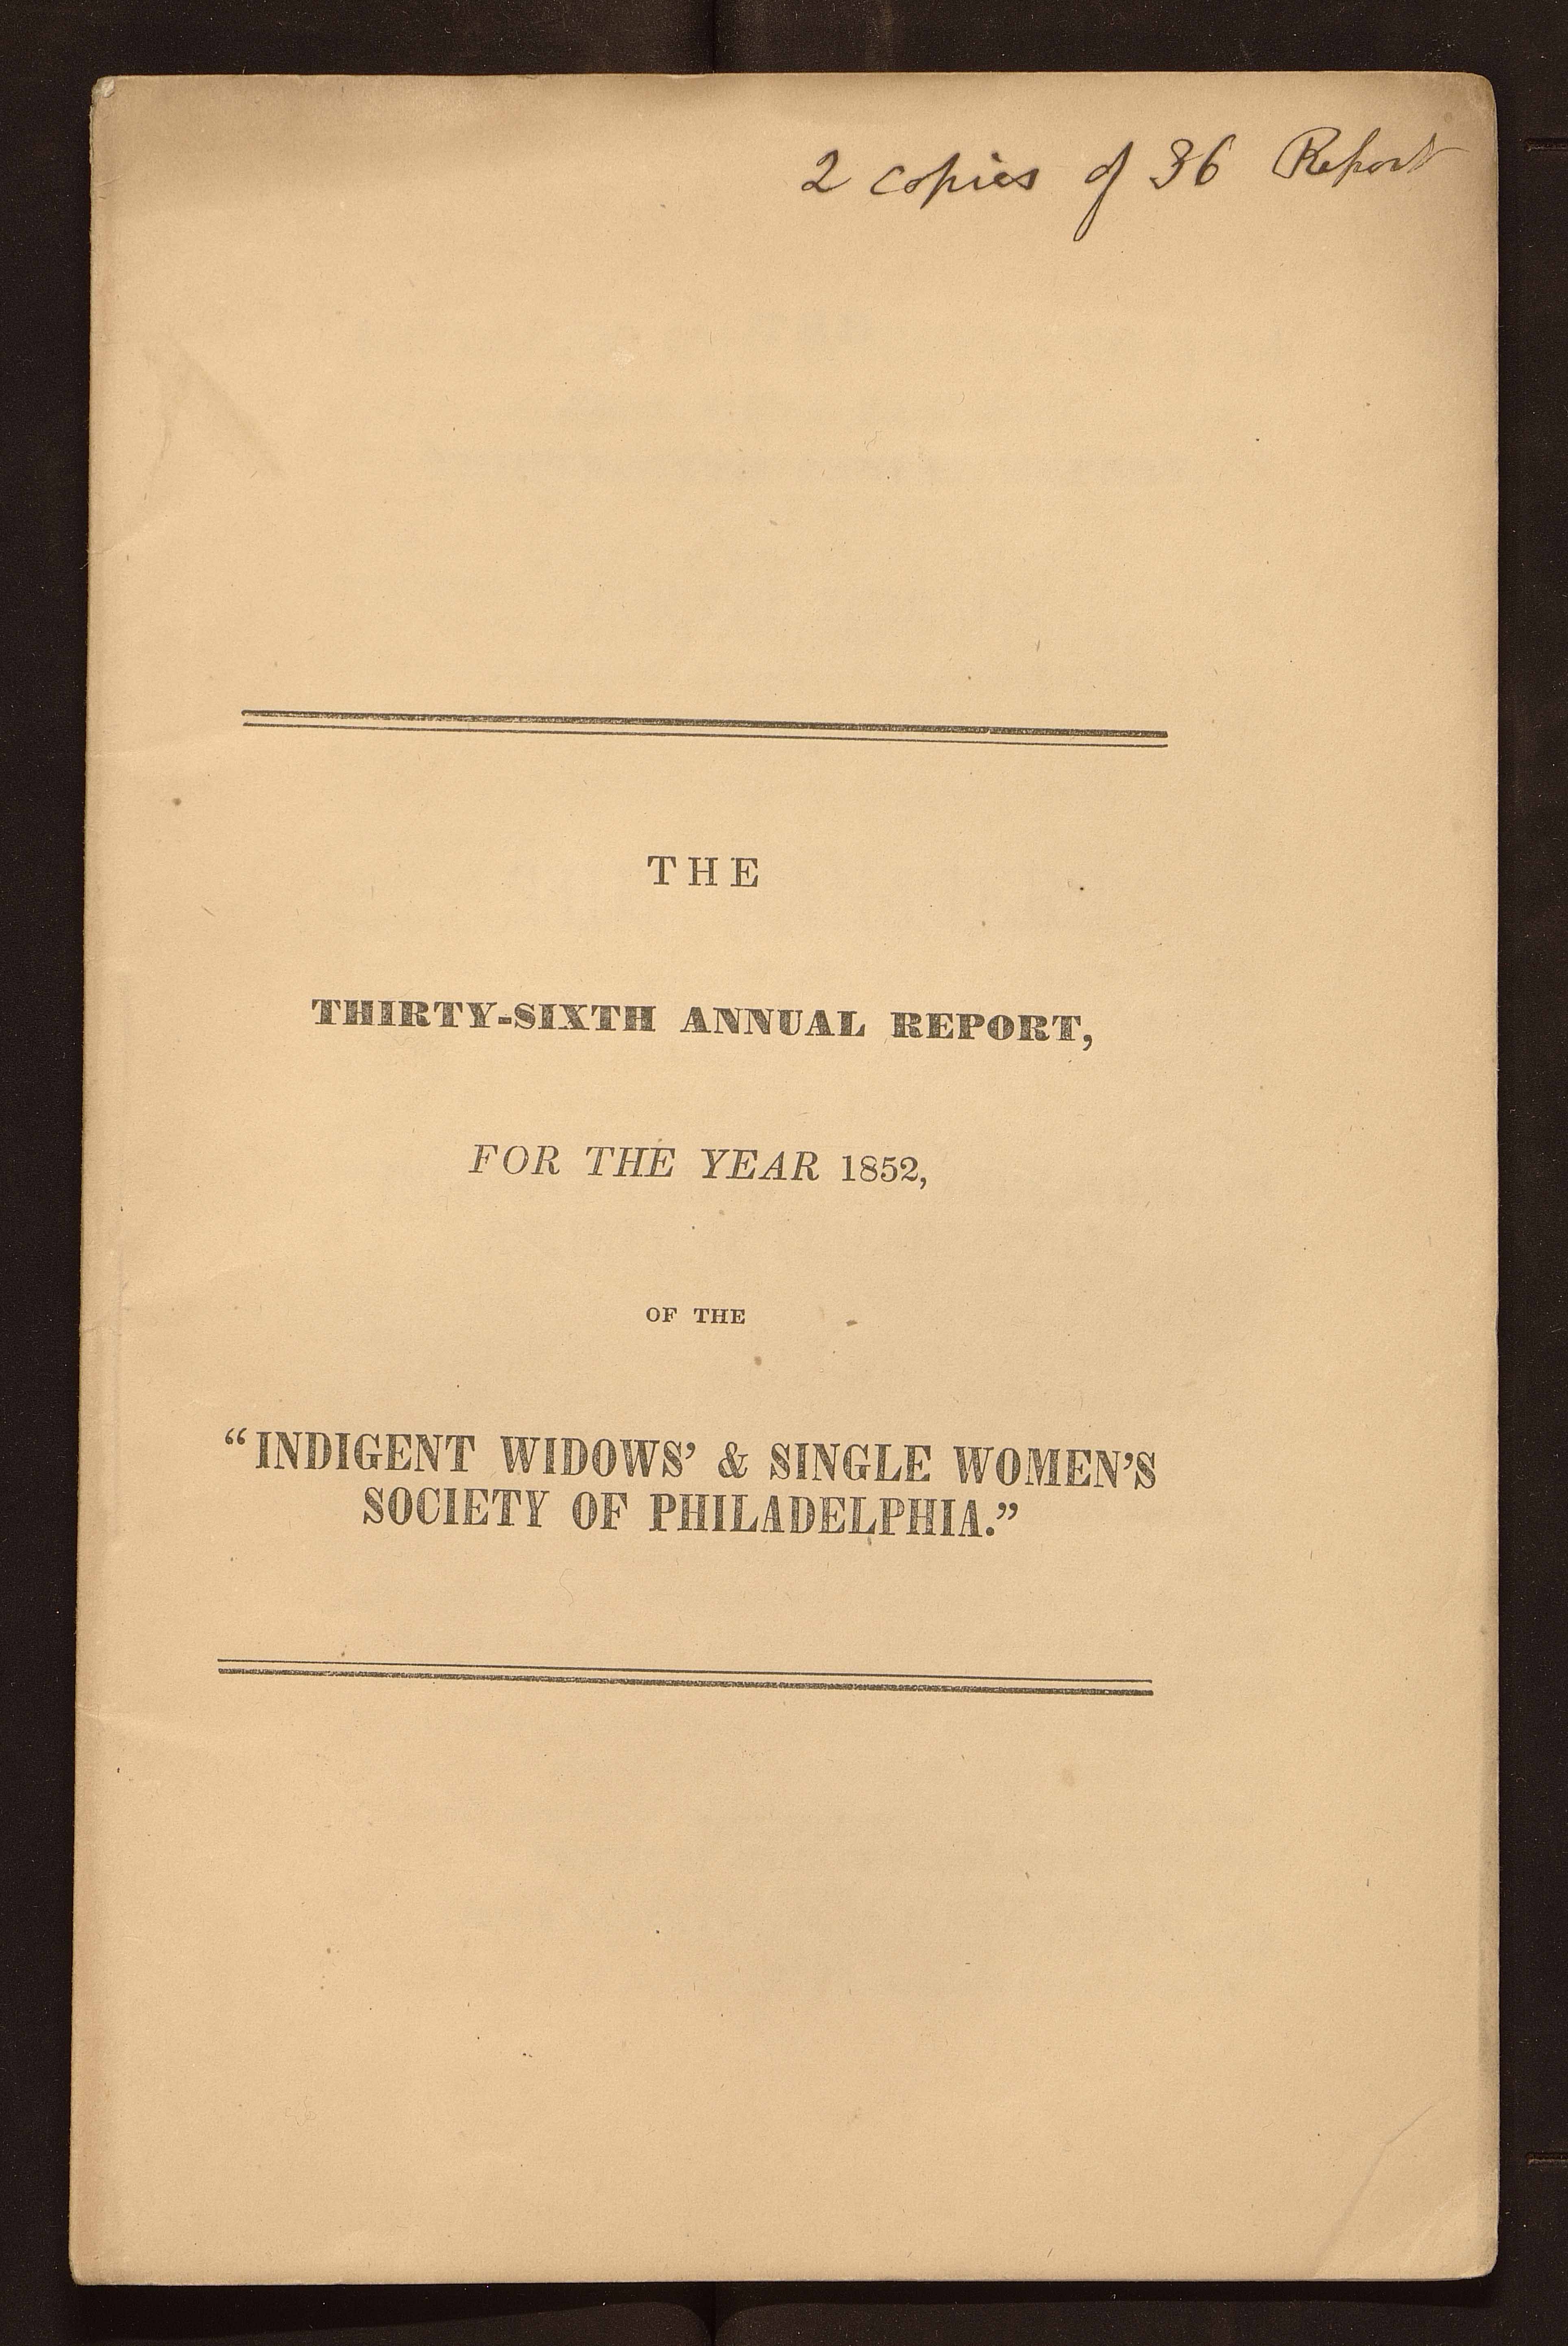 2 copies of 36 Report
THE
THIRTY-SIXTH ANNUAL REPORT,
FOR THE YEAR 1852,
OF THE
“INDIGENT WIDOWS’ & SINGLE WOMEN’S
SOCIETY OF PHILADELPHIA.”